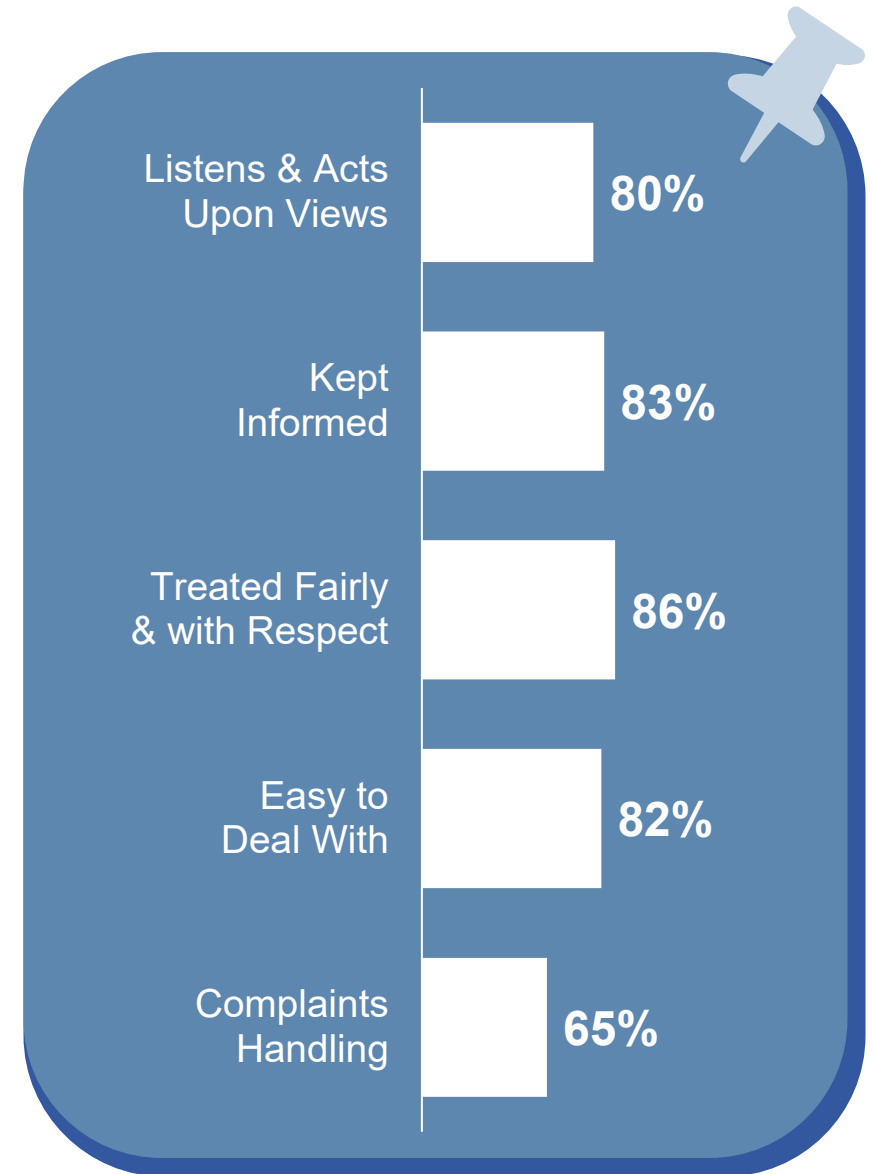 Listens & Acts
Upon Views
80%
Kept
Informed
83%
Treated Fairly
& with Respect
86%
Easy to
Deal With
82%
Complaints
Handling
65%